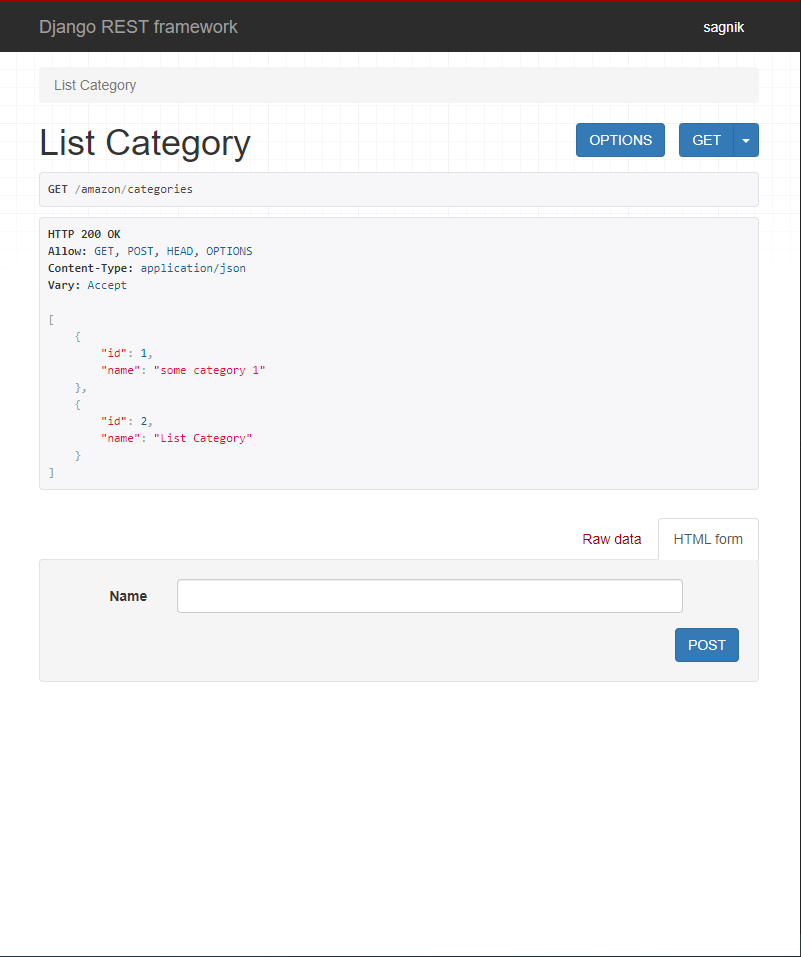 Django REST framework
sagnik
List Category
List Category
OPTIONS
GET
GET /amazon/categories
HTTP 200 OK
Allow: GET, POST, HEAD, OPTIONS
Content-Type: application/json
Vary: Accept
[
    {
        "id": 1,
        "name": "some category 1"
    },
    {
        "id": 2,
        "name": "List Category"
    }
]
Raw data
HTML form
Name
POST